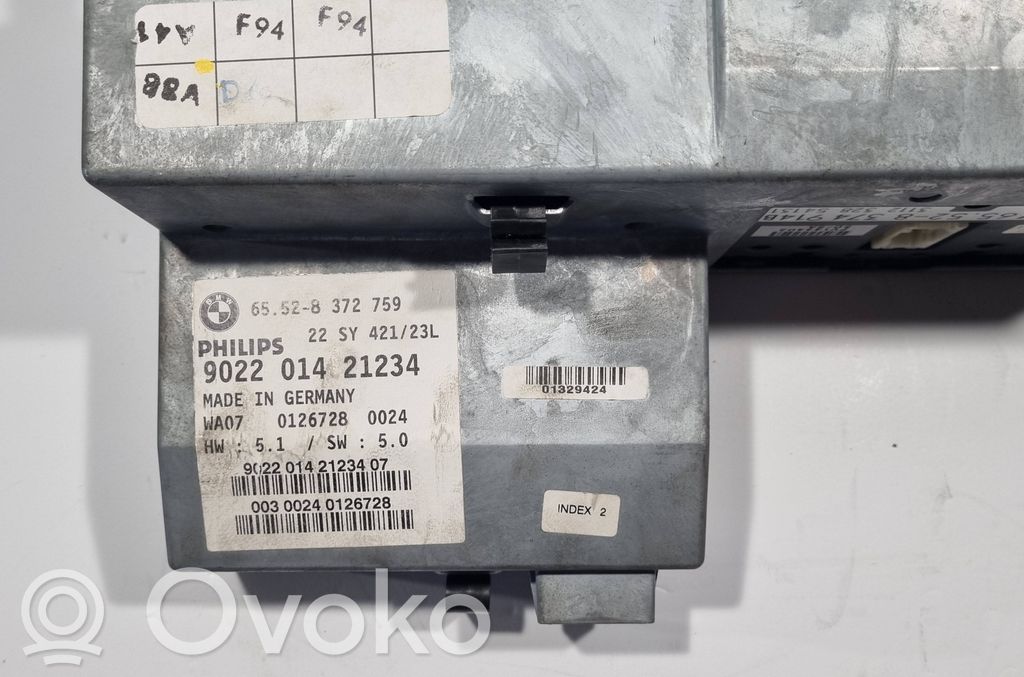 A41 F94 F94
88A
65.52-8 372 759
22 SY 421/23L
PHILIPS
9022 014 21234
MADE IN GERMANY
WA07 0126728 0024
HW : 5.1 / SW : 5.0
9022 014 21234 07
003 0024 0126728
01329424
INDEX 2
BMW
Ovoko